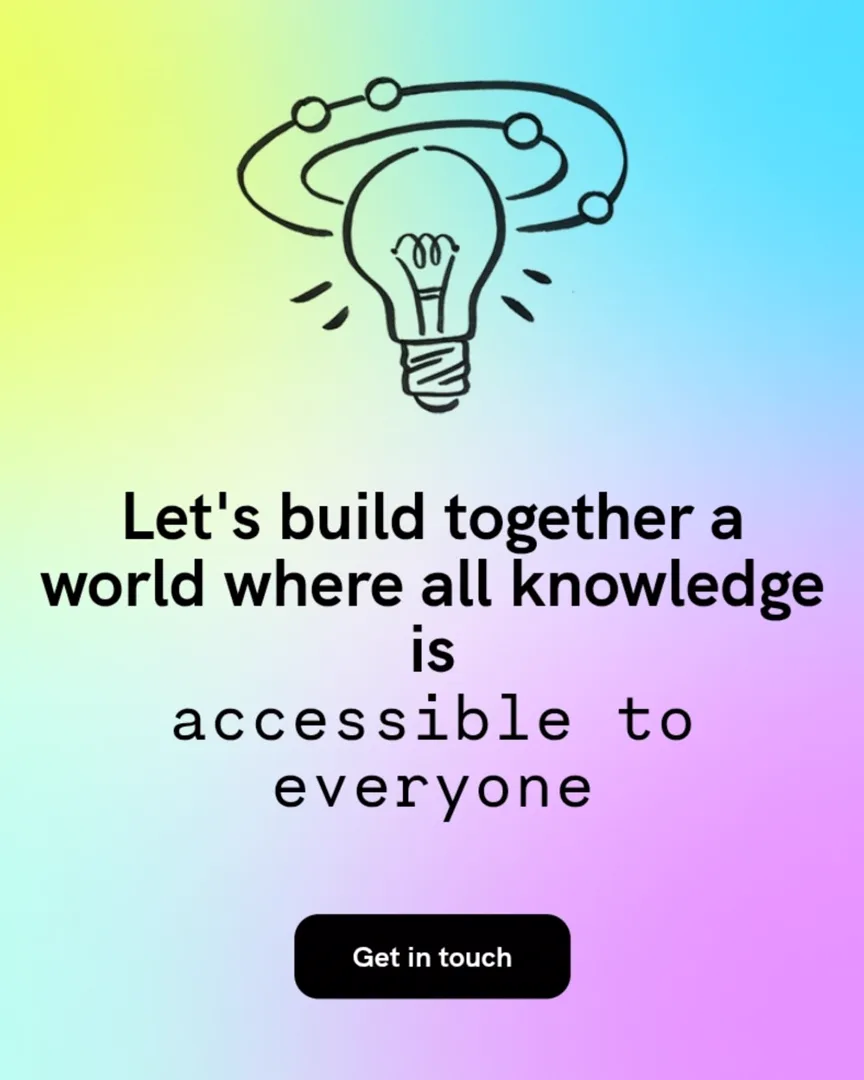 Let's build together a
world where all knowledge
is
accessible to
everyone
Get in touch